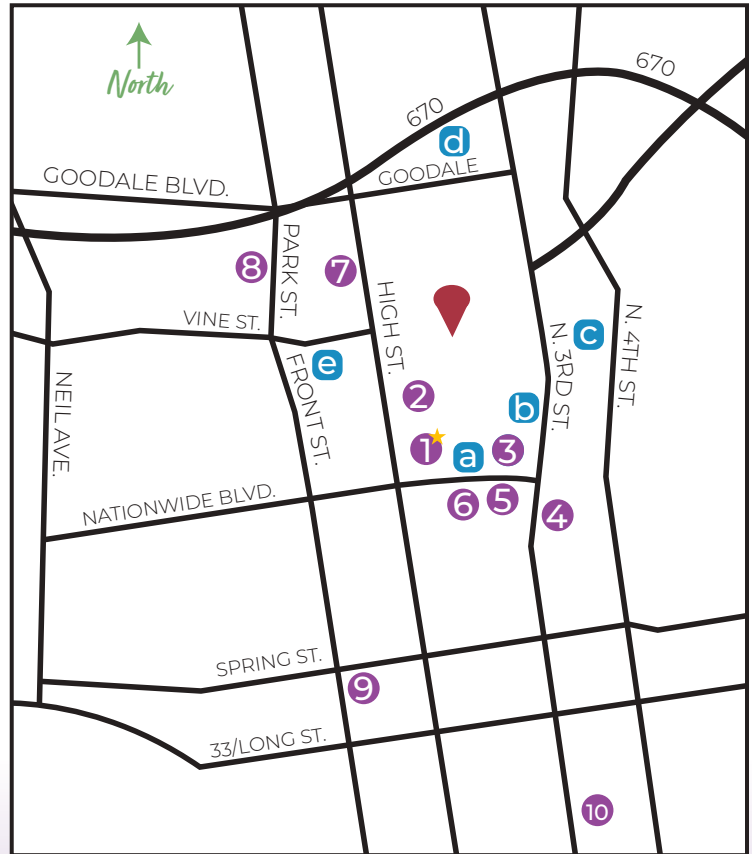 North
670
670
d
GOODALE BLVD.
GOODALE
8
PARK ST.
7
HIGH ST.
VINE ST.
N. 3RD ST.
c
N. 4TH ST.
e
FRONT ST.
NEIL AVE.
2
b
1
a
3
NATIONWIDE BLVD.
6
5
4
SPRING ST.
9
33/LONG ST.
10